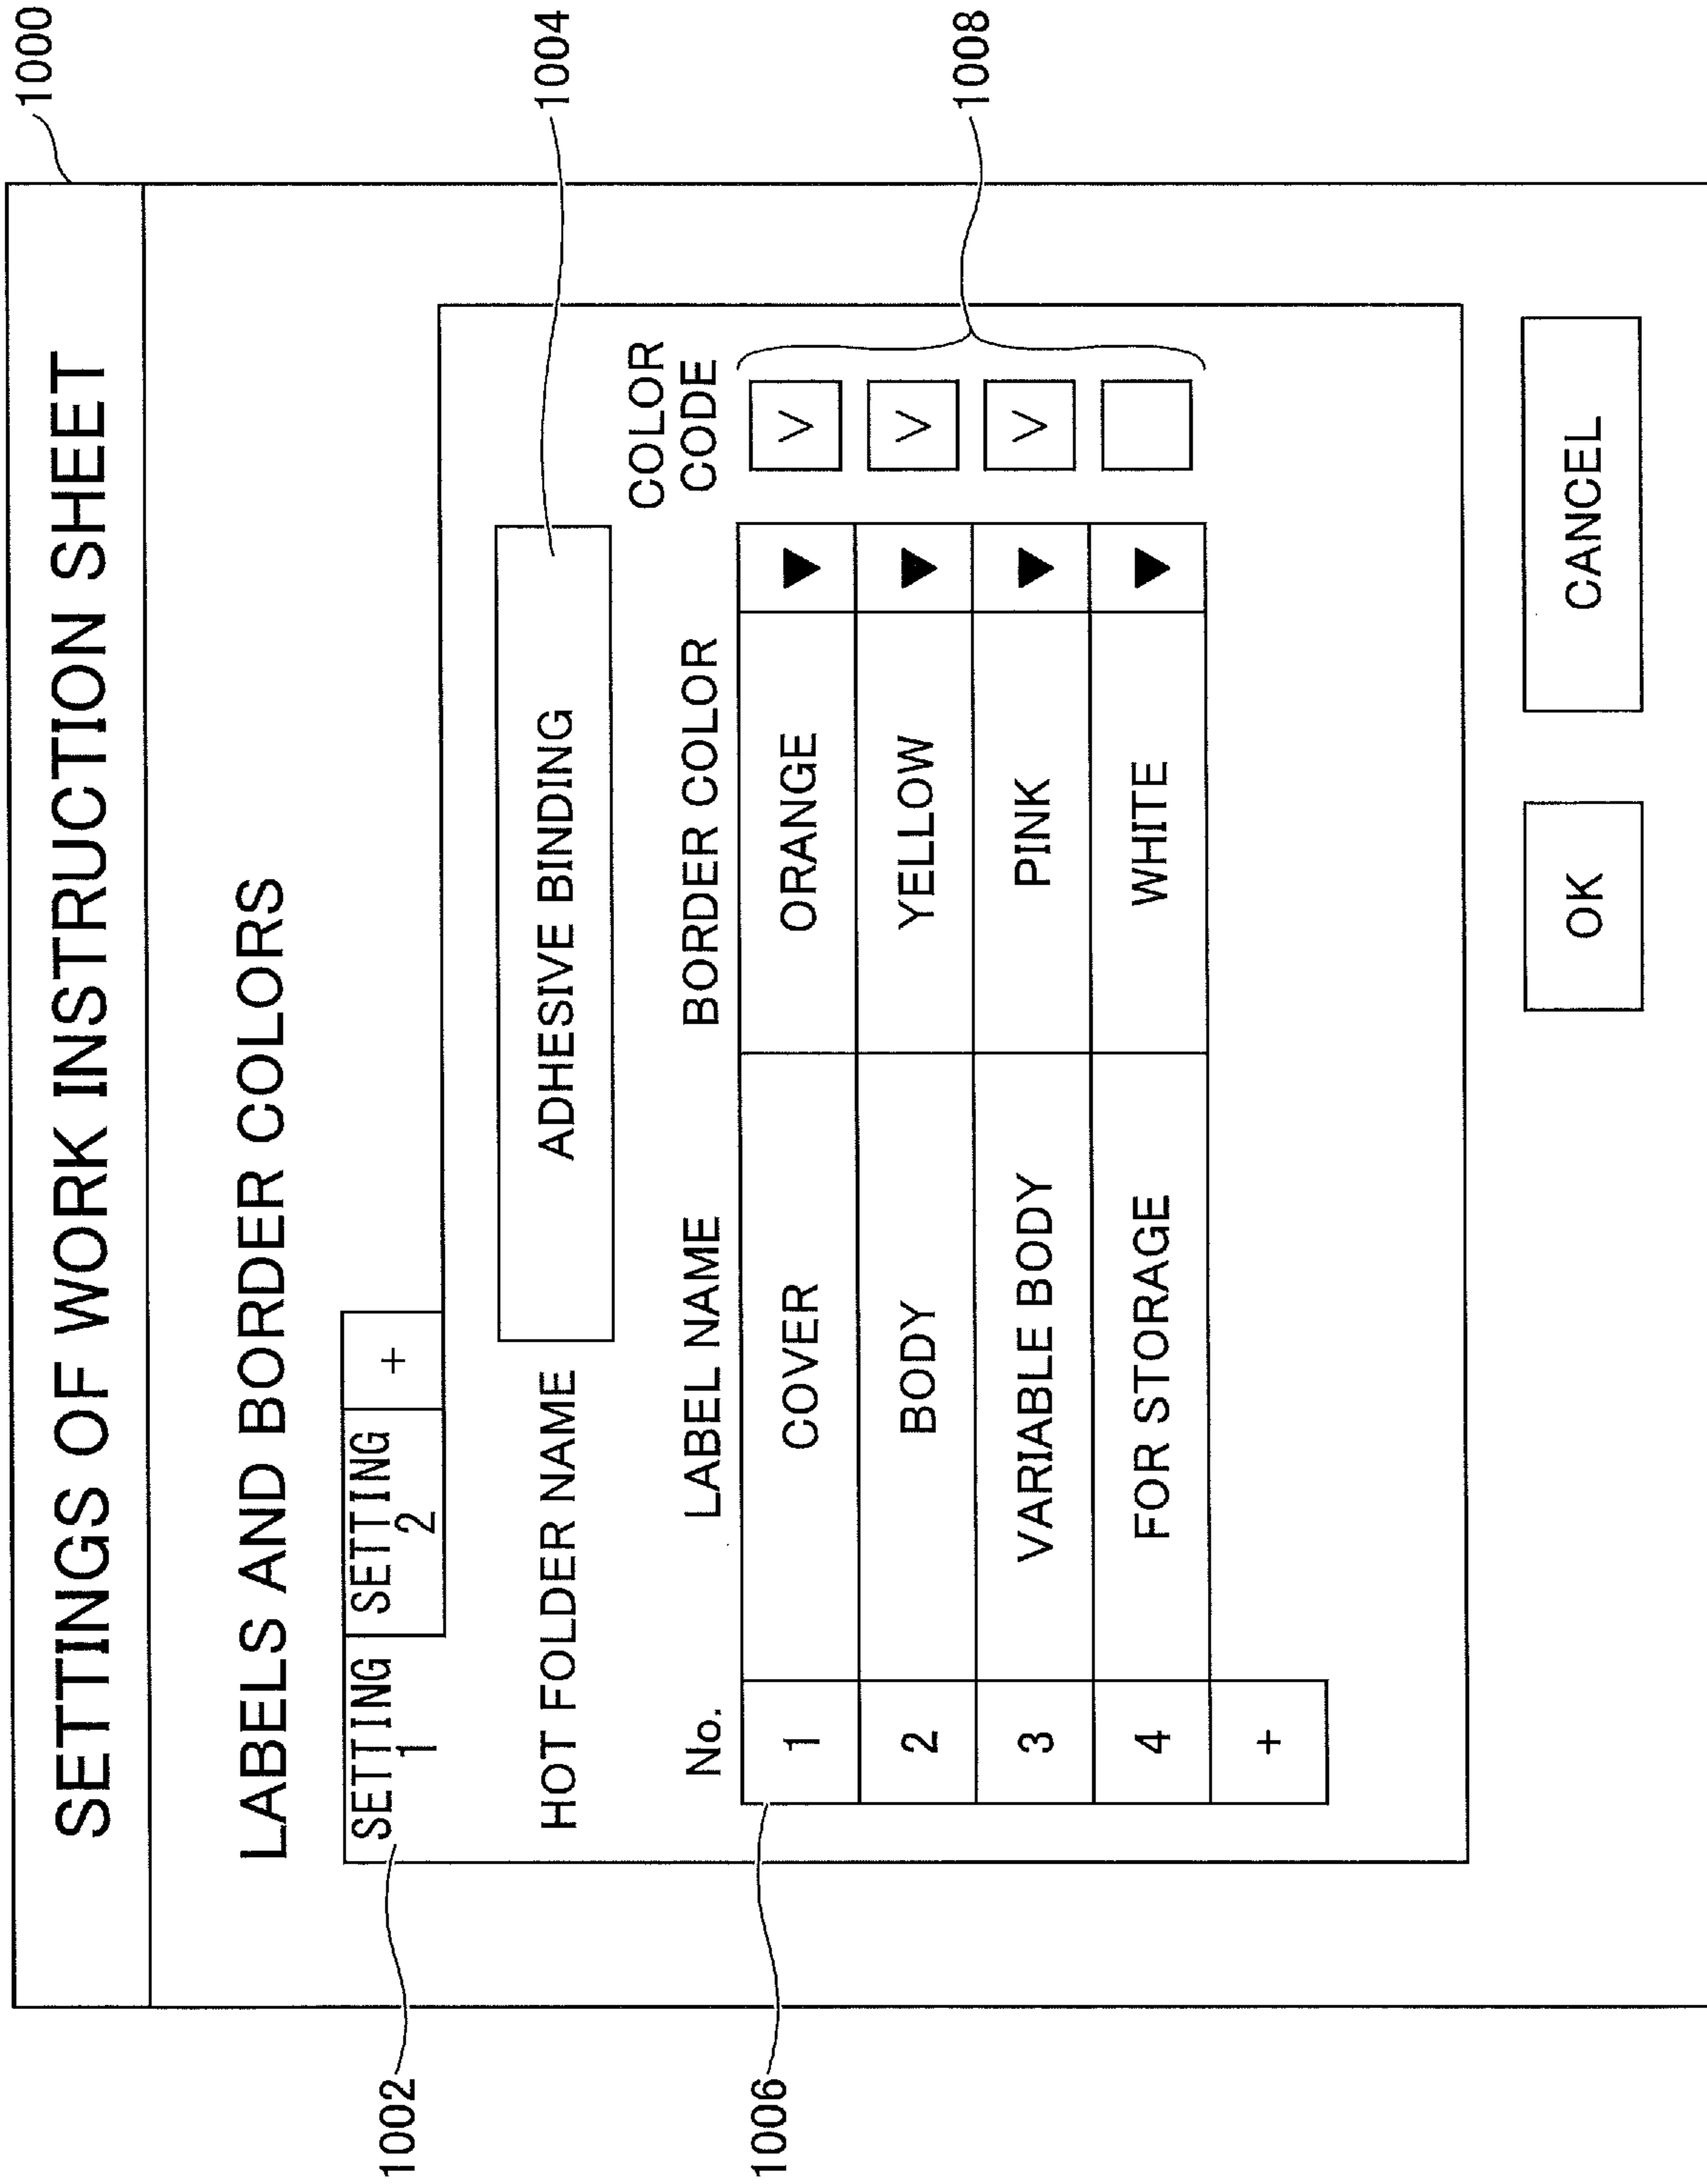 1000
SETTINGS OF WORK INSTRUCTION SHEET
LABELS AND BORDER COLORS
1002
SETTING 1 SETTING 2 +
HOT FOLDER NAME ADHESIVE BINDING
1004
No. LABEL NAME BORDER COLOR COLOR CODE
1006
1 COVER ORANGE ▼ V
2 BODY YELLOW ▼ V
3 VARIABLE BODY PINK ▼ V
4 FOR STORAGE WHITE ▼
+
1008
OK CANCEL